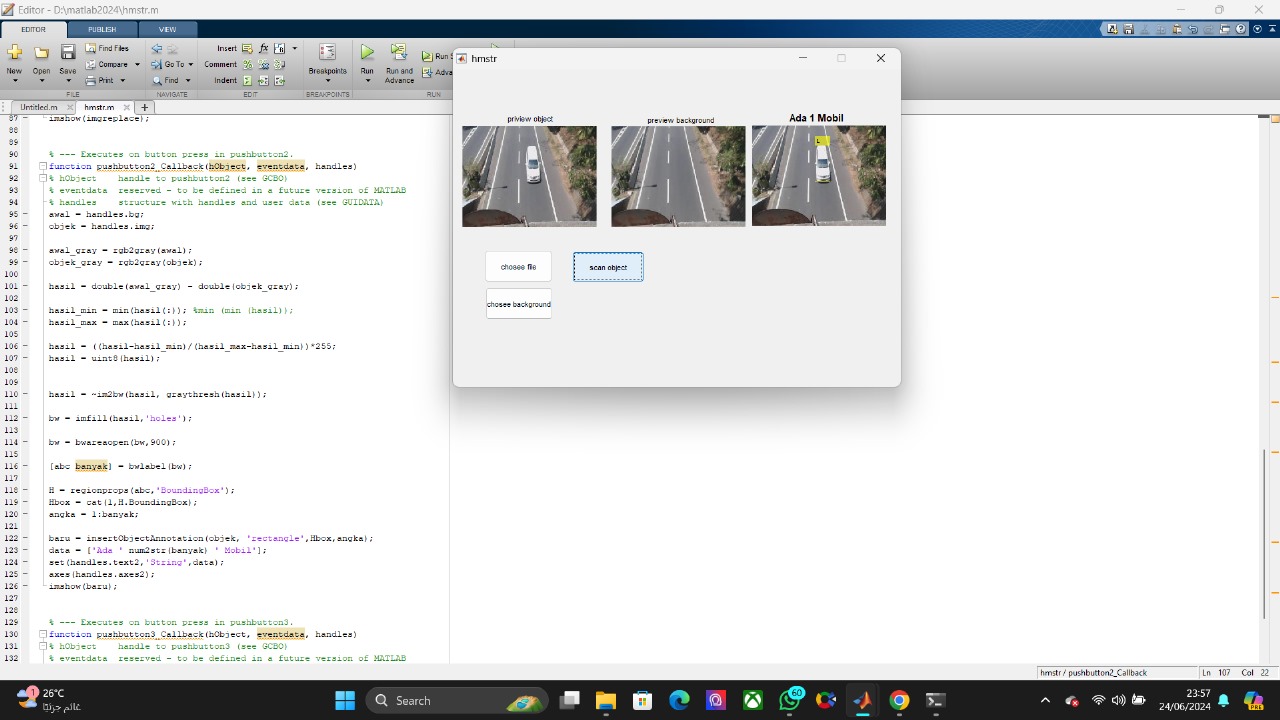 Editor - D:\matlab2024\hmstr.m
EDITOR PUBLISH VIEW
New Open Save Find Files Compare Print Insert Comment Indent Go To Find Breakpoints Run Run and Advance
FILE NAVIGATE EDIT BREAKPOINTS RUN
Untitled.m hmstr.m
87 imshow(imgreplace);
88
89
90 % --- Executes on button press in pushbutton2.
91 function pushbutton2_Callback(hObject, eventdata, handles)
92 % hObject    handle to pushbutton2 (see GCBO)
93 % eventdata  reserved - to be defined in a future version of MATLAB
94 % handles    structure with handles and user data (see GUIDATA)
95 awal = handles.bg;
96 objek = handles.img;
97
98 awal_gray = rgb2gray(awal);
99 objek_gray = rgb2gray(objek);
100
101 hasil = double(awal_gray) - double(objek_gray);
102
103 hasil_min = min(hasil(:)); %min (min (hasil));
104 hasil_max = max(hasil(:));
105
106 hasil = ((hasil-hasil_min)/(hasil_max-hasil_min))*255;
107 hasil = uint8(hasil);
108
109
110 hasil = ~im2bw(hasil, graythresh(hasil));
111
112 bw = imfill(hasil,'holes');
113
114 bw = bwareaopen(bw,900);
115
116 [abc banyak] = bwlabel(bw);
117
118 H = regionprops(abc,'BoundingBox');
119 Hbox = cat(1,H.BoundingBox);
120 angka = 1:banyak;
121
122 baru = insertObjectAnnotation(objek, 'rectangle',Hbox,angka);
123 data = ['Ada ' num2str(banyak) ' Mobil'];
124 set(handles.text2,'String',data);
125 axes(handles.axes2);
126 imshow(baru);
127
128
129 % --- Executes on button press in pushbutton3.
130 function pushbutton3_Callback(hObject, eventdata, handles)
131 % hObject    handle to pushbutton3 (see GCBO)
132 % eventdata  reserved - to be defined in a future version of MATLAB
hmstr
priview object
preview background
Ada 1 Mobil
chosee file
scan object
chosee background
hmstr / pushbutton2_Callback Ln 107 Col 22
1
26°C
غائم جزئيًا
Search
60
23:57
24/06/2024
PRE